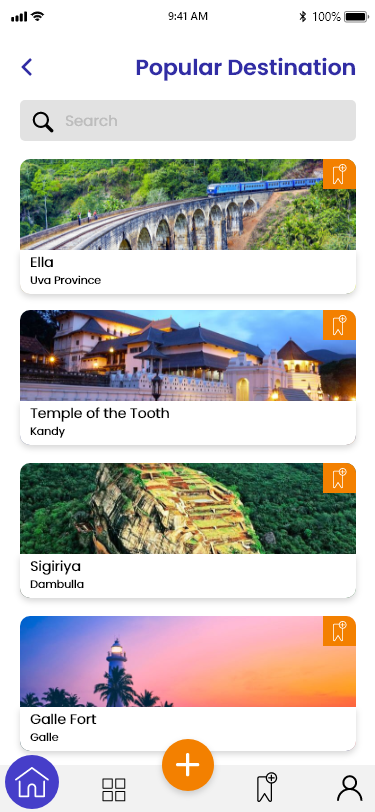 9:41 AM 100%
Popular Destination
Search
Ella
Uva Province
Temple of the Tooth
Kandy
Sigiriya
Dambulla
Galle Fort
Galle